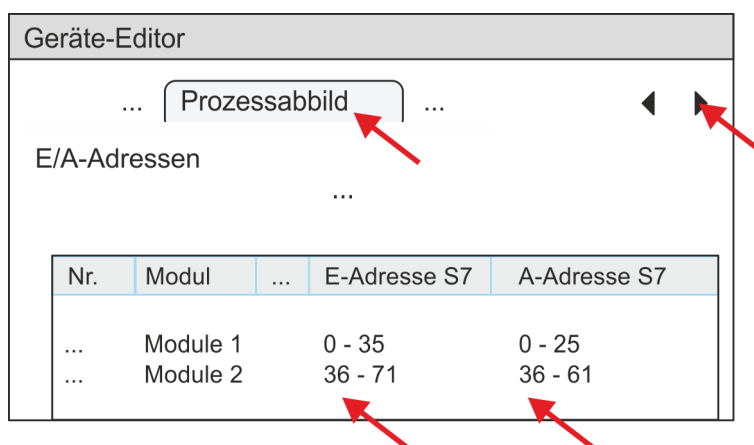 Geräte-Editor
... Prozessabbild ...
E/A-Adressen
...
Nr. Modul ... E-Adresse S7 A-Adresse S7
... Module 1 0 - 35 0 - 25
... Module 2 36 - 71 36 - 61